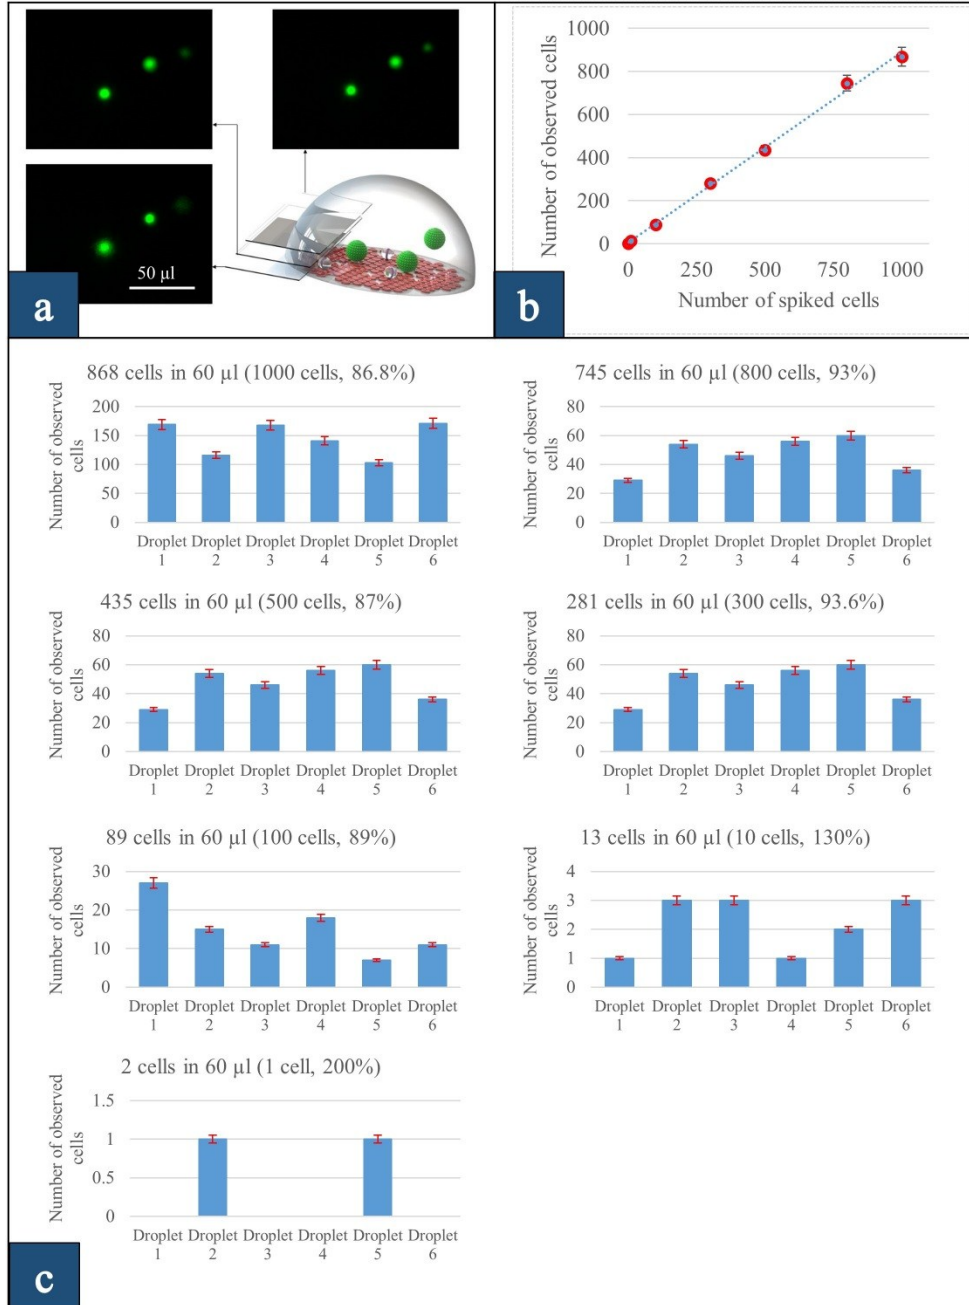 50 µl
a
1000
800
600
400
200
0
Number of observed cells
0 250 500 750 1000
Number of spiked cells
b
868 cells in 60 µl (1000 cells, 86.8%)
Number of observed
cells
200
150
100
50
0
Droplet Droplet Droplet Droplet Droplet Droplet
1 2 3 4 5 6
745 cells in 60 µl (800 cells, 93%)
Number of observed
cells
80
60
40
20
0
Droplet Droplet Droplet Droplet Droplet Droplet
1 2 3 4 5 6
435 cells in 60 µl (500 cells, 87%)
Number of observed
cells
80
60
40
20
0
Droplet Droplet Droplet Droplet Droplet Droplet
1 2 3 4 5 6
281 cells in 60 µl (300 cells, 93.6%)
Number of observed
cells
80
60
40
20
0
Droplet Droplet Droplet Droplet Droplet Droplet
1 2 3 4 5 6
89 cells in 60 µl (100 cells, 89%)
Number of observed
cells
30
20
10
0
Droplet Droplet Droplet Droplet Droplet Droplet
1 2 3 4 5 6
13 cells in 60 µl (10 cells, 130%)
Number of observed
cells
4
3
2
1
0
Droplet Droplet Droplet Droplet Droplet Droplet
1 2 3 4 5 6
2 cells in 60 µl (1 cell, 200%)
Number of observed
cells
1.5
1
0.5
0
Droplet Droplet Droplet Droplet Droplet Droplet
1 2 3 4 5 6
c